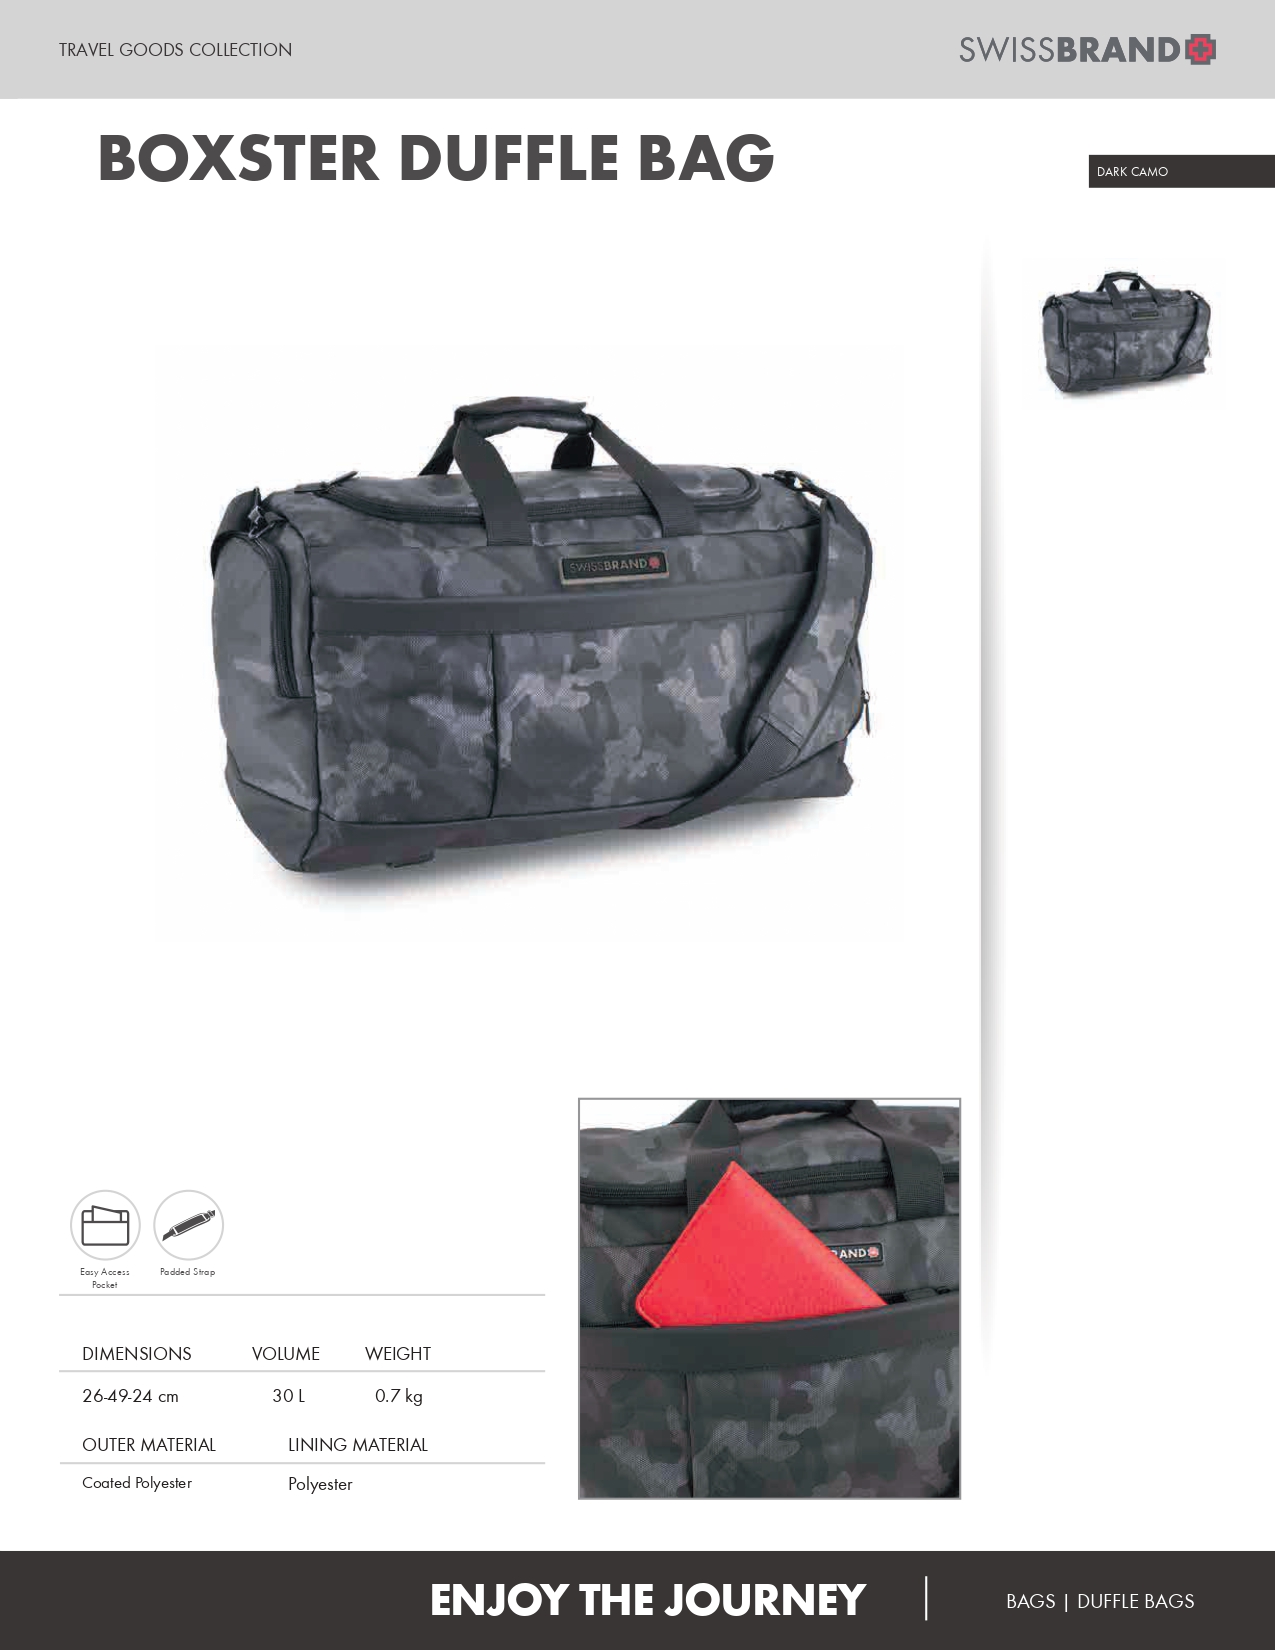 TRAVEL GOODS COLLECTION
SWISSBRAND
BOXSTER DUFFLE BAG
DARK CAMO
SWISSBRAND
RAND
Easy Access
Pocket
Padded Strap
DIMENSIONS VOLUME WEIGHT
26-49-24 cm 30 L 0.7 kg
OUTER MATERIAL LINING MATERIAL
Coated Polyester Polyester
ENJOY THE JOURNEY
BAGS | DUFFLE BAGS